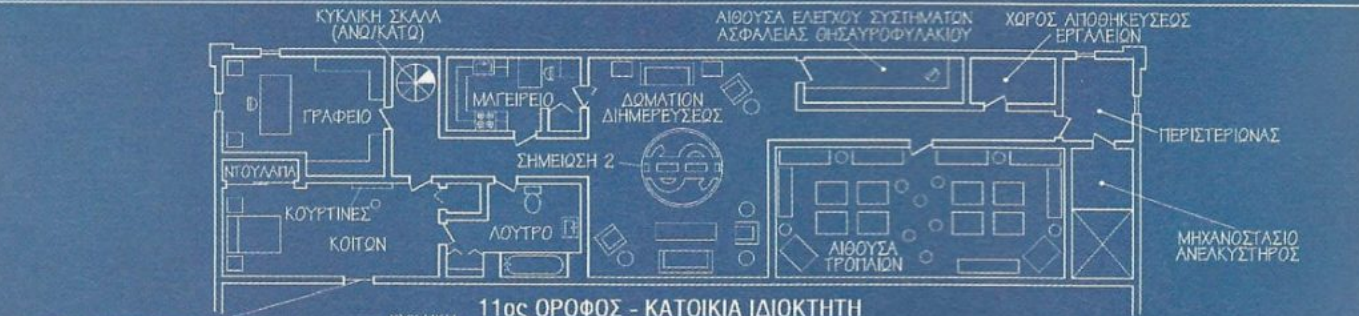 ΚΥΚΛΙΚΗ ΣΚΑΛΑ
(ΑΝΩ/ΚΑΤΩ)
ΑΙΘΟΥΣΑ ΕΛΕΓΧΟΥ ΣΥΣΤΗΜΑΤΩΝ
ΑΣΦΑΛΕΙΑΣ ΘΗΣΑΥΡΟΦΥΛΑΚΙΟΥ
ΧΩΡΟΣ ΑΠΟΘΗΚΕΥΣΕΩΣ
ΕΡΓΑΛΕΙΩΝ
ΓΡΑΦΕΙΟ
ΜΑΓΕΙΡΕΙΟ
ΔΩΜΑΤΙΟΝ
ΔΙΗΜΕΡΕΥΣΕΩΣ
ΠΕΡΙΣΤΕΡΙΩΝΑΣ
ΣΗΜΕΙΩΣΗ 2
ΝΤΟΥΛΑΠΑ
ΚΟΥΡΤΙΝΕΣ
ΚΟΙΤΩΝ
ΛΟΥΤΡΟ
ΑΙΘΟΥΣΑ
ΤΡΟΠΑΙΩΝ
ΜΗΧΑΝΟΣΤΑΣΙΟ
ΑΝΕΛΚΥΣΤΗΡΟΣ
11ος ΟΡΟΦΟΣ - ΚΑΤΟΙΚΙΑ ΙΔΙΟΚΤΗΤΗ